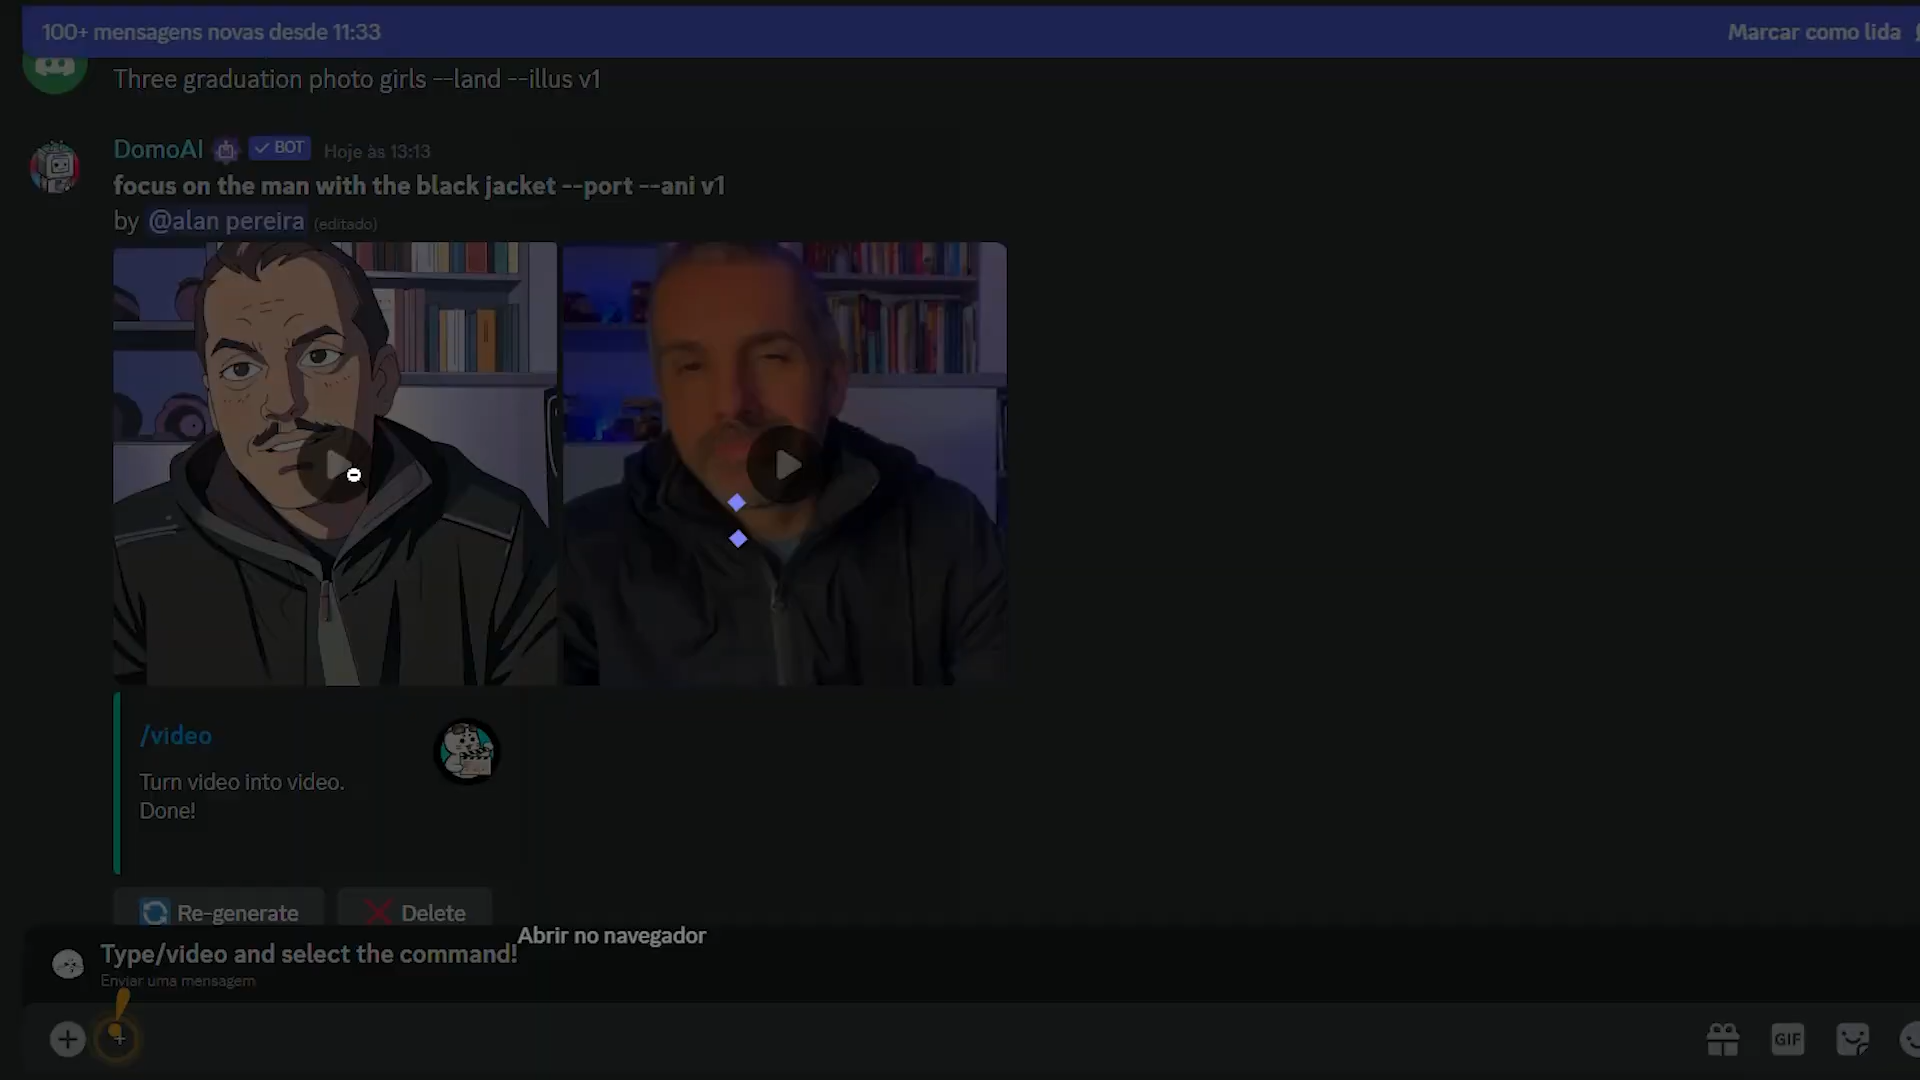 100+ mensagens novas desde 11:33
Marcar como lida
Three graduation photo girls --land --illus v1
DomoAI BOT Hoje às 13:13
focus on the man with the black jacket --port --ani v1
by @alan pereira (editado)
/video
Turn video into video.
Done!
Re-generate Delete
Abrir no navegador
Type/video and select the command!
Enviar uma mensagem
GIF